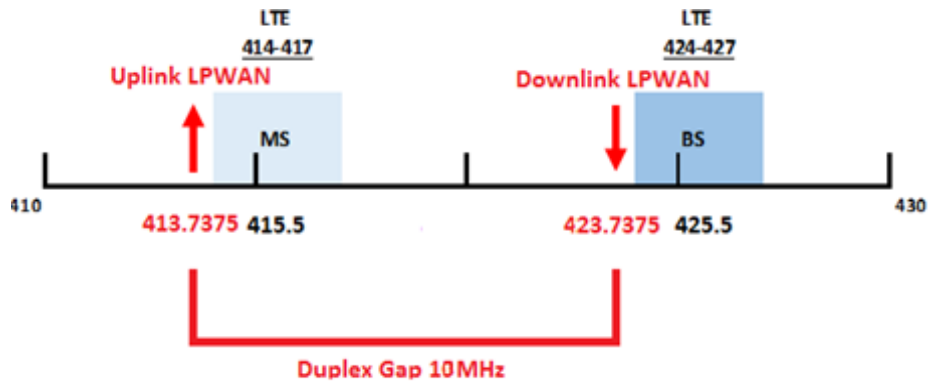 LTE
414-417
LTE
424-427
Uplink LPWAN
Downlink LPWAN
MS
BS
410
430
413.7375
415.5
423.7375
425.5
Duplex Gap 10MHz